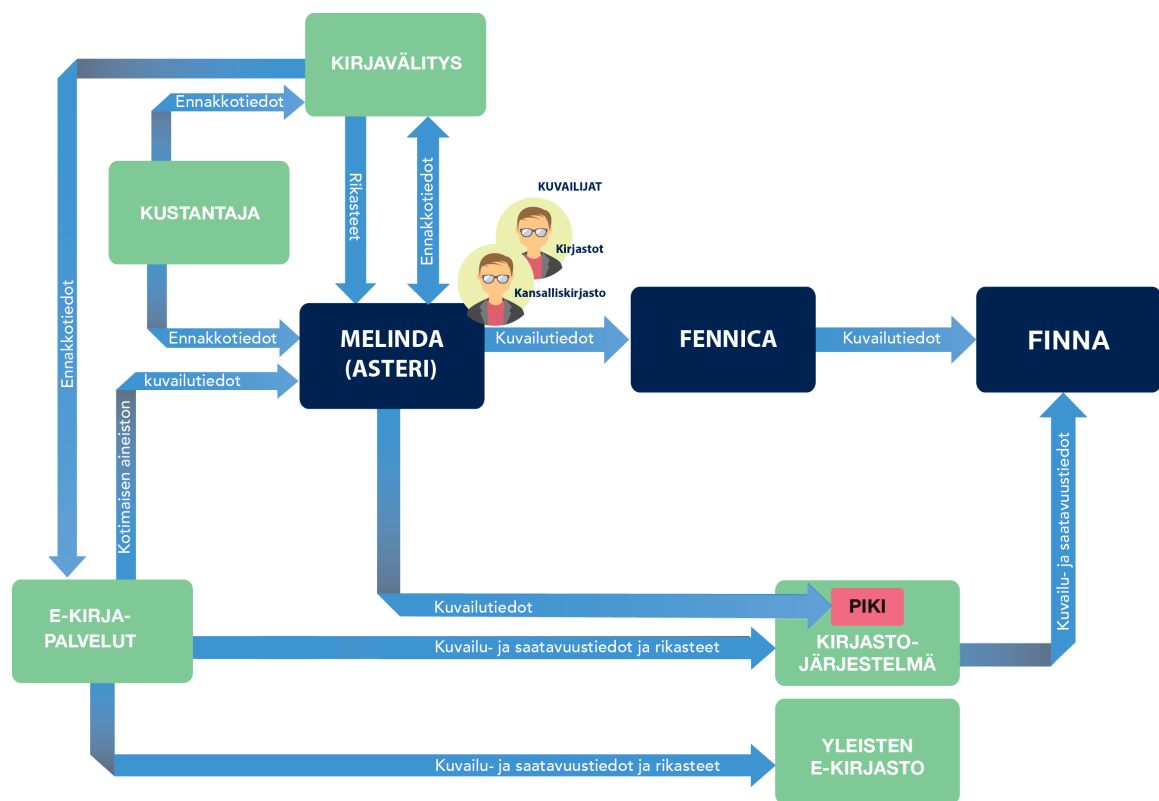 KIRJAVÄLITYS
Ennakkotiedot
KUSTANTAJA
Rikasteet
Ennakkotiedot
KUVAILIJAT
Kirjastot
Kansalliskirjasto
Ennakkotiedot
Ennakkotiedot
MELINDA
(ASTERI)
Kuvailutiedot
FENNICA
Kuvailutiedot
FINNA
Kotimaisen aineiston
kuvailutiedot
Kuvailu- ja saatavuustiedot
E-KIRJA-
PALVELUT
Kuvailutiedot
PIKI
KIRJASTO-
JÄRJESTELMÄ
Kuvailu- ja saatavuustiedot ja rikasteet
YLEISTEN
E-KIRJASTO
Kuvailu- ja saatavuustiedot ja rikasteet